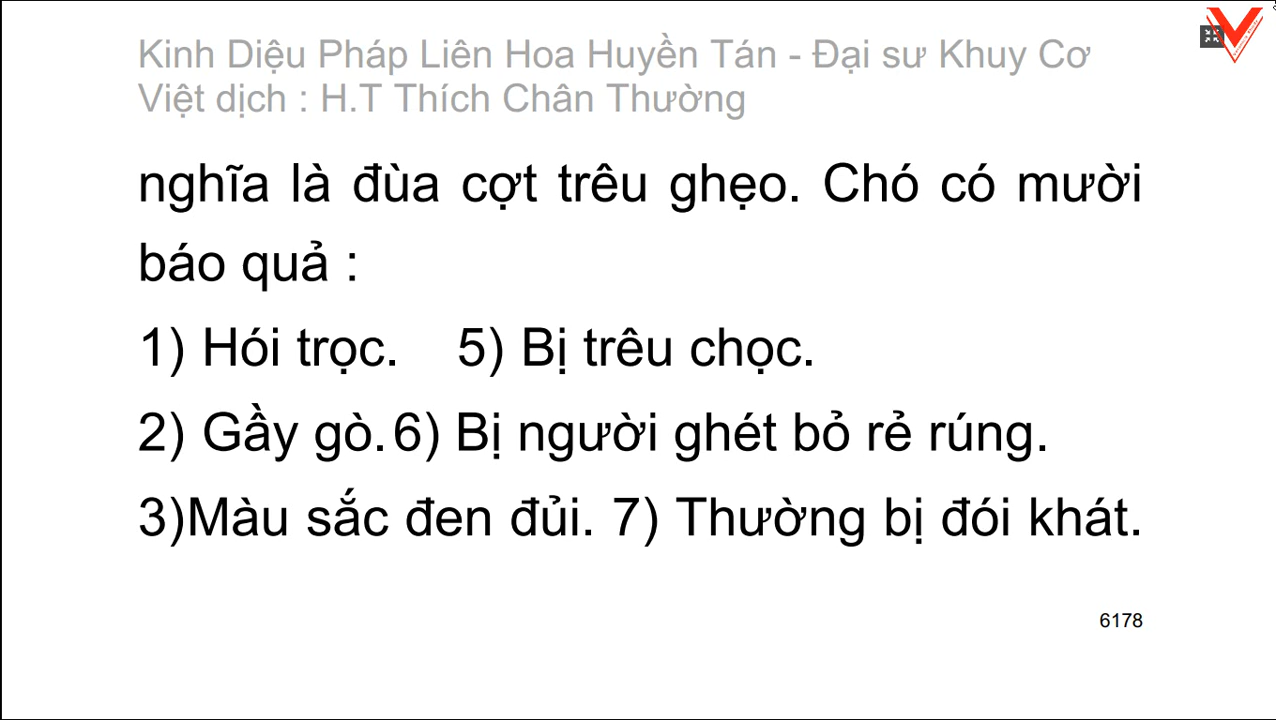 Kinh Diệu Pháp Liên Hoa Huyền Tán - Đại sư Khuy Cơ
Việt dịch : H.T Thích Chân Thường
nghĩa là đùa cợt trêu ghẹo. Chó có mười
báo quả :
1) Hói trọc. 5) Bị trêu chọc.
2) Gầy gò. 6) Bị người ghét bỏ rẻ rúng.
3)Màu sắc đen đủi. 7) Thường bị đói khát.
6178